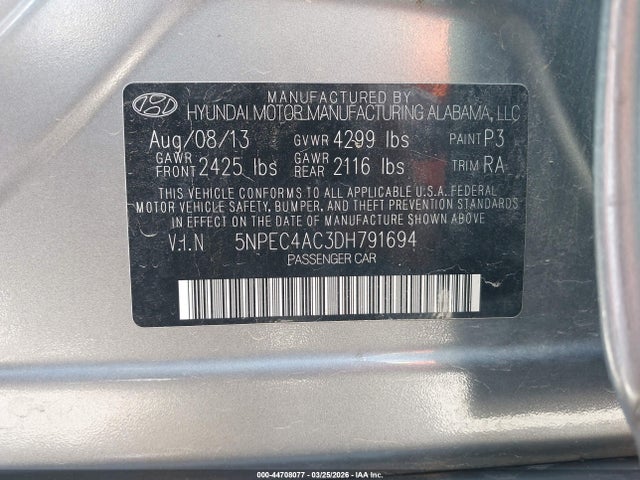 MANUFACTURED BY
HYUNDAI MOTOR MANUFACTURING ALABAMA, LLC
Aug/08/13 GVWR 4299 lbs PAINT P3
GAWR FRONT 2425 lbs GAWR REAR 2116 lbs TRIM RA
THIS VEHICLE CONFORMS TO ALL APPLICABLE U.S.A. FEDERAL
MOTOR VEHICLE SAFETY, BUMPER, AND THEFT PREVENTION
STANDARDS IN EFFECT ON THE DATE OF MANUFACTURE SHOWN ABOVE
V.I.N 5NPEC4AC3DH791694
PASSENGER CAR
000-44708077 | 03/25/2026 - IAA Inc.